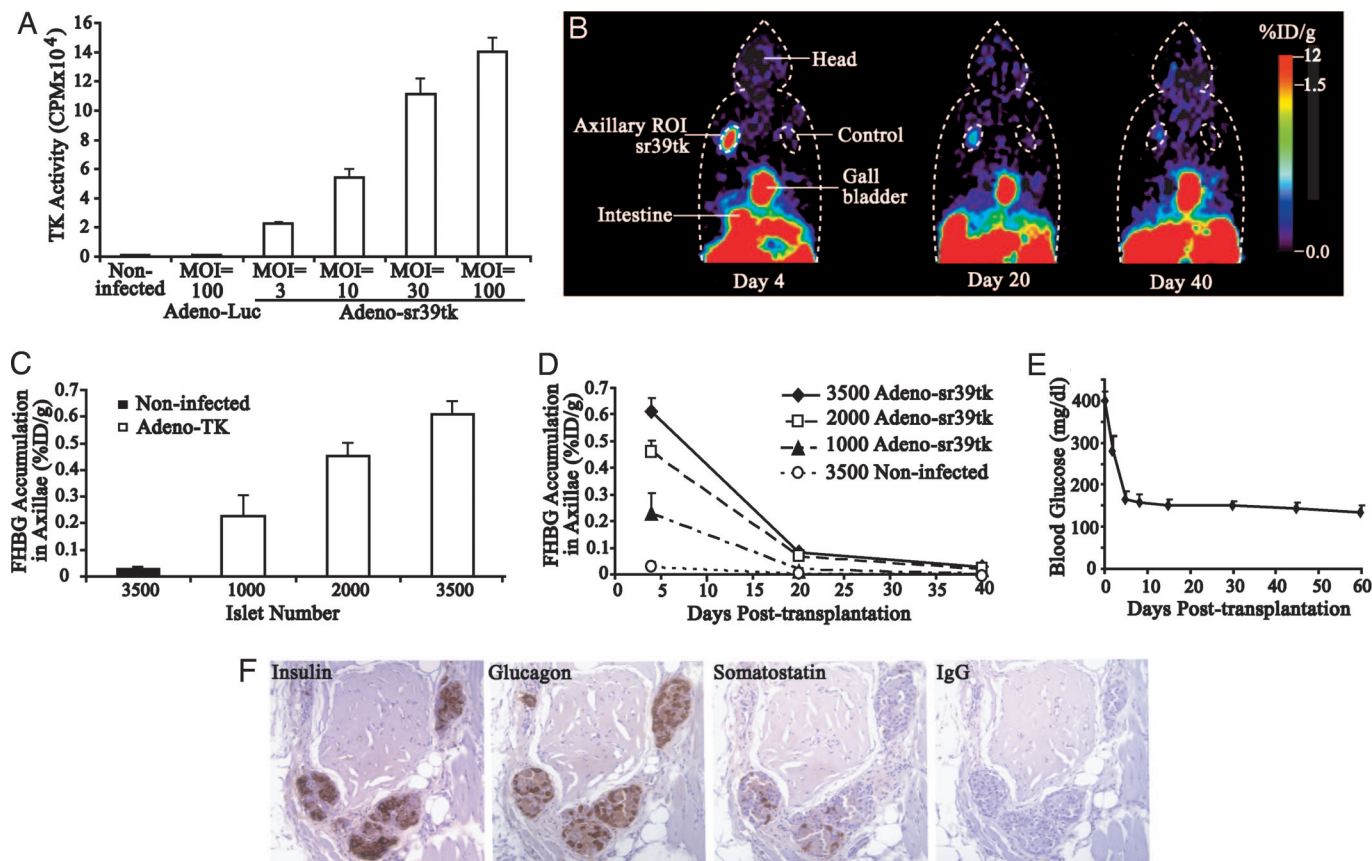 A
TK Activity (CPMx10⁴)
16
14
12
10
8
6
4
2
0
Non-infected
MOI=
100
MOI=
3
MOI=
10
MOI=
30
MOI=
100
Adeno-Luc
Adeno-sr39tk
B
%ID/g
12
1.5
0.0
Head
Axillary ROI
sr39tk
Control
Gall
bladder
Intestine
Day 4
Day 20
Day 40
C
FHBG Accumulation
in Axillae (%ID/g)
0.7
0.6
0.5
0.4
0.3
0.2
0.1
0
Non-infected
Adeno-TK
3500
1000
2000
3500
Islet Number
D
FHBG Accumulation
in Axillae (%ID/g)
0.7
0.6
0.5
0.4
0.3
0.2
0.1
0
3500 Adeno-sr39tk
2000 Adeno-sr39tk
1000 Adeno-sr39tk
3500 Non-infected
0 5 10 15 20 25 30 35 40
Days Post-transplantation
E
Blood Glucose (mg/dl)
400
300
200
100
0
0 10 20 30 40 50 60
Days Post-transplantation
F
Insulin
Glucagon
Somatostatin
IgG